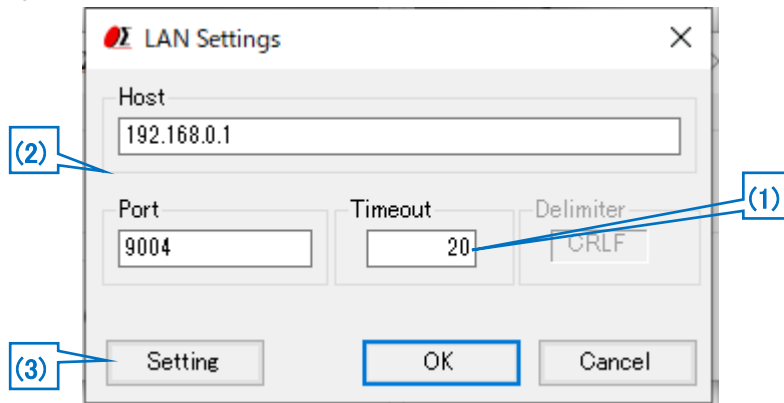 LAN Settings
Host
192.168.0.1
(2)
Port
Timeout
Delimiter
(1)
9004
20
CRLF
(3)
Setting
OK
Cancel